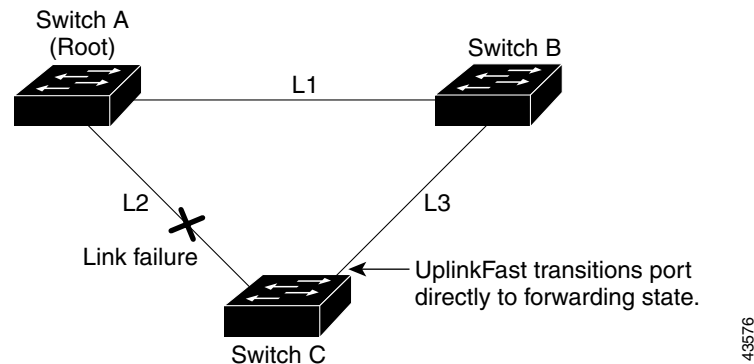 Switch A
(Root)
Switch B
L1
L2
L3
Link failure
UplinkFast transitions port
directly to forwarding state.
Switch C
43576